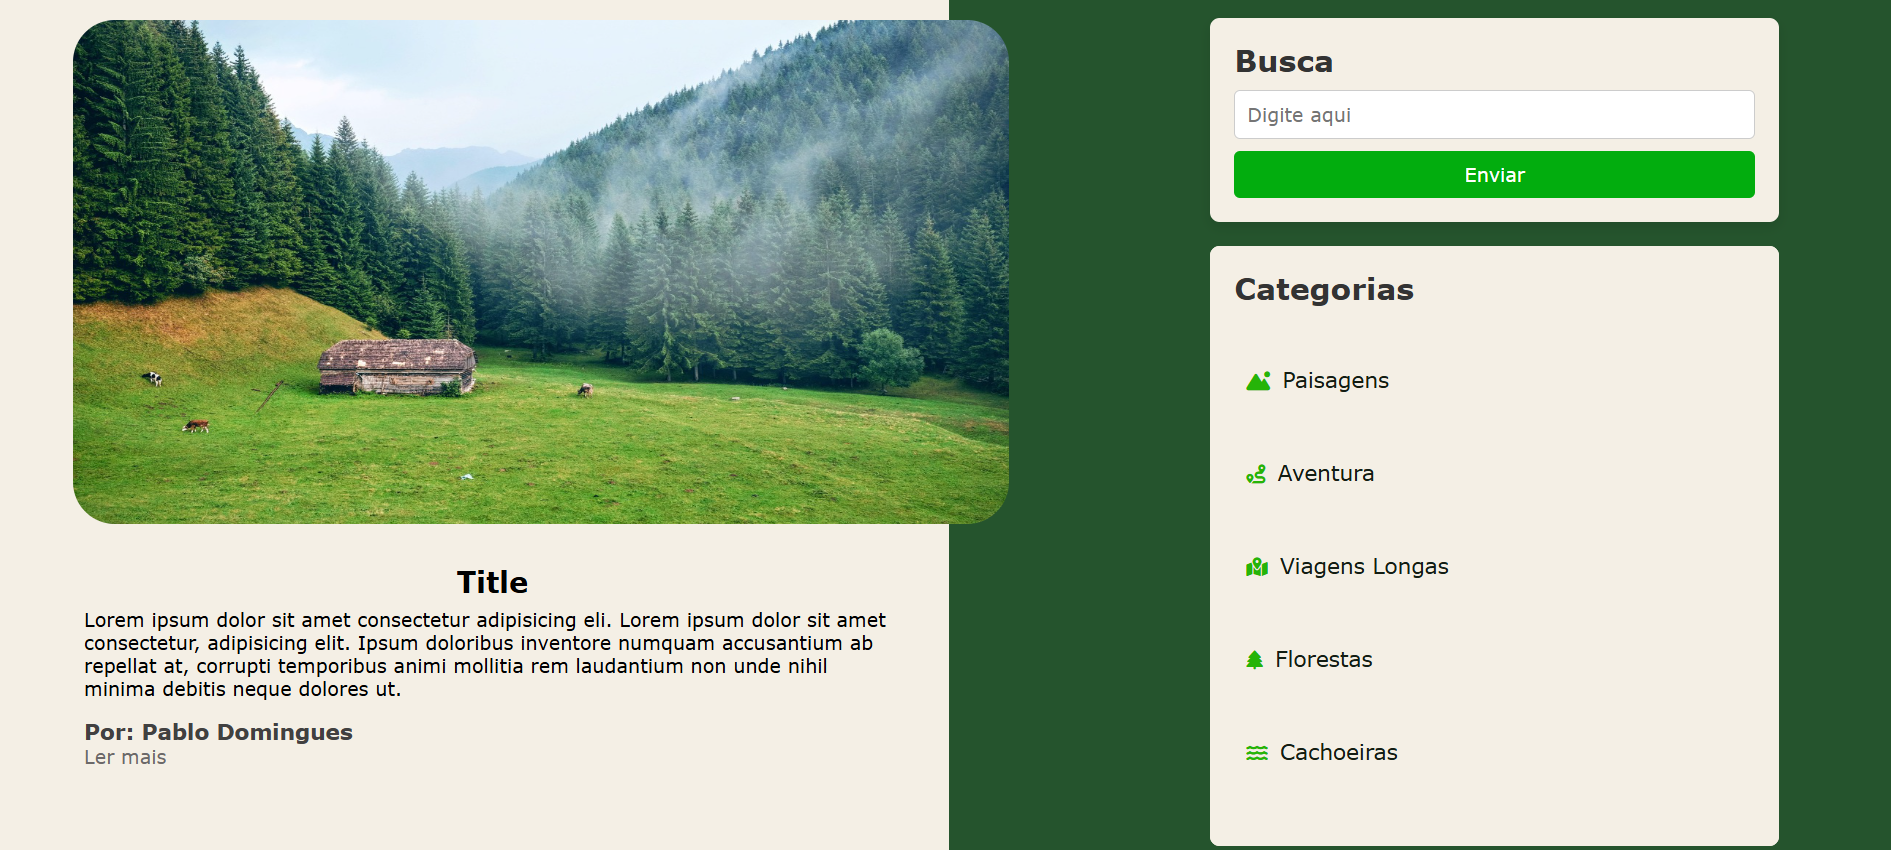 Title
Lorem ipsum dolor sit amet consectetur adipisicing eli. Lorem ipsum dolor sit amet
consectetur, adipisicing elit. Ipsum doloribus inventore numquam accusantium ab
repellat at, corrupti temporibus animi mollitia rem laudantium non unde nihil
minima debitis neque dolores ut.
Por: Pablo Domingues
Ler mais
Busca
Digite aqui
Enviar
Categorias
Paisagens
Aventura
Viagens Longas
Florestas
Cachoeiras